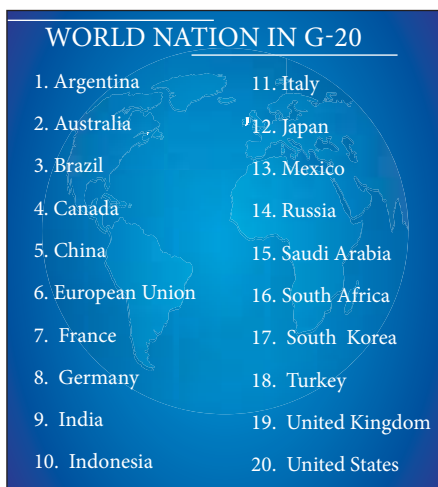 WORLD NATION IN G-20
1. Argentina
2. Australia
3. Brazil
4. Canada
5. China
6. European Union
7. France
8. Germany
9. India
10. Indonesia
11. Italy
12. Japan
13. Mexico
14. Russia
15. Saudi Arabia
16. South Africa
17. South Korea
18. Turkey
19. United Kingdom
20. United States